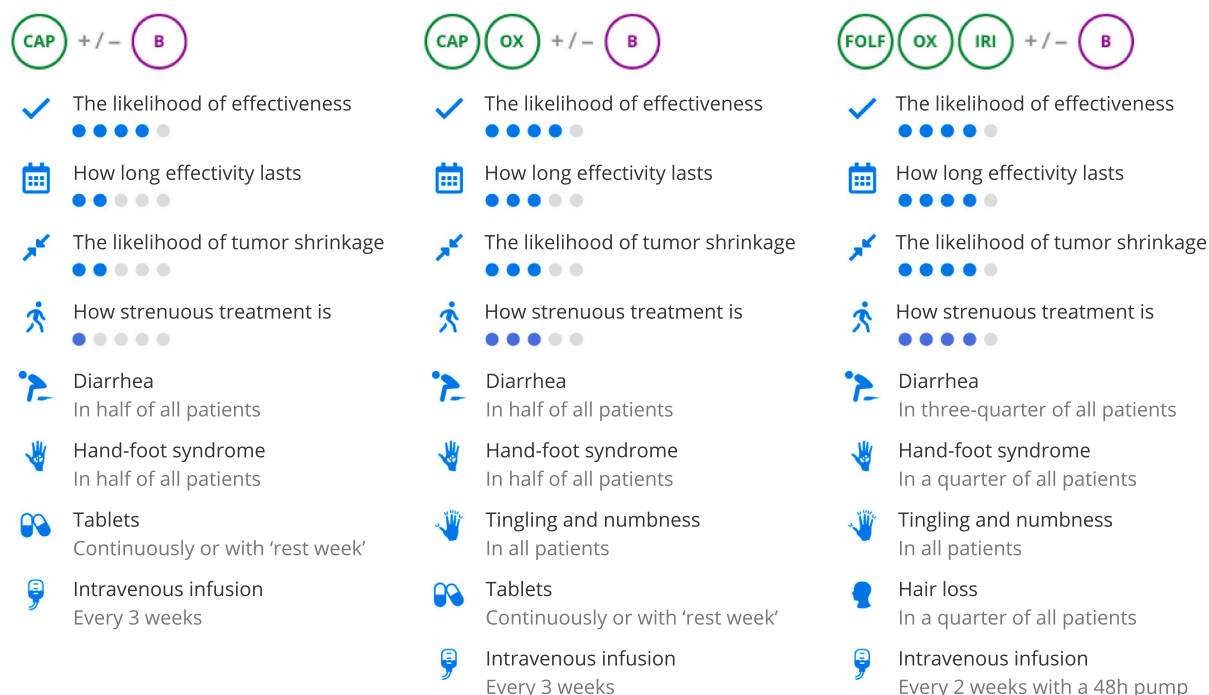 CAP +/− B
The likelihood of effectiveness
How long effectivity lasts
The likelihood of tumor shrinkage
How strenuous treatment is
Diarrhea
In half of all patients
Hand-foot syndrome
In half of all patients
Tablets
Continuously or with ‘rest week’
Intravenous infusion
Every 3 weeks
CAP OX +/− B
The likelihood of effectiveness
How long effectivity lasts
The likelihood of tumor shrinkage
How strenuous treatment is
Diarrhea
In half of all patients
Hand-foot syndrome
In half of all patients
Tingling and numbness
In all patients
Tablets
Continuously or with ‘rest week’
Intravenous infusion
Every 3 weeks
FOLF OX IRI +/− B
The likelihood of effectiveness
How long effectivity lasts
The likelihood of tumor shrinkage
How strenuous treatment is
Diarrhea
In three-quarter of all patients
Hand-foot syndrome
In a quarter of all patients
Tingling and numbness
In all patients
Hair loss
In a quarter of all patients
Intravenous infusion
Every 2 weeks with a 48h pump